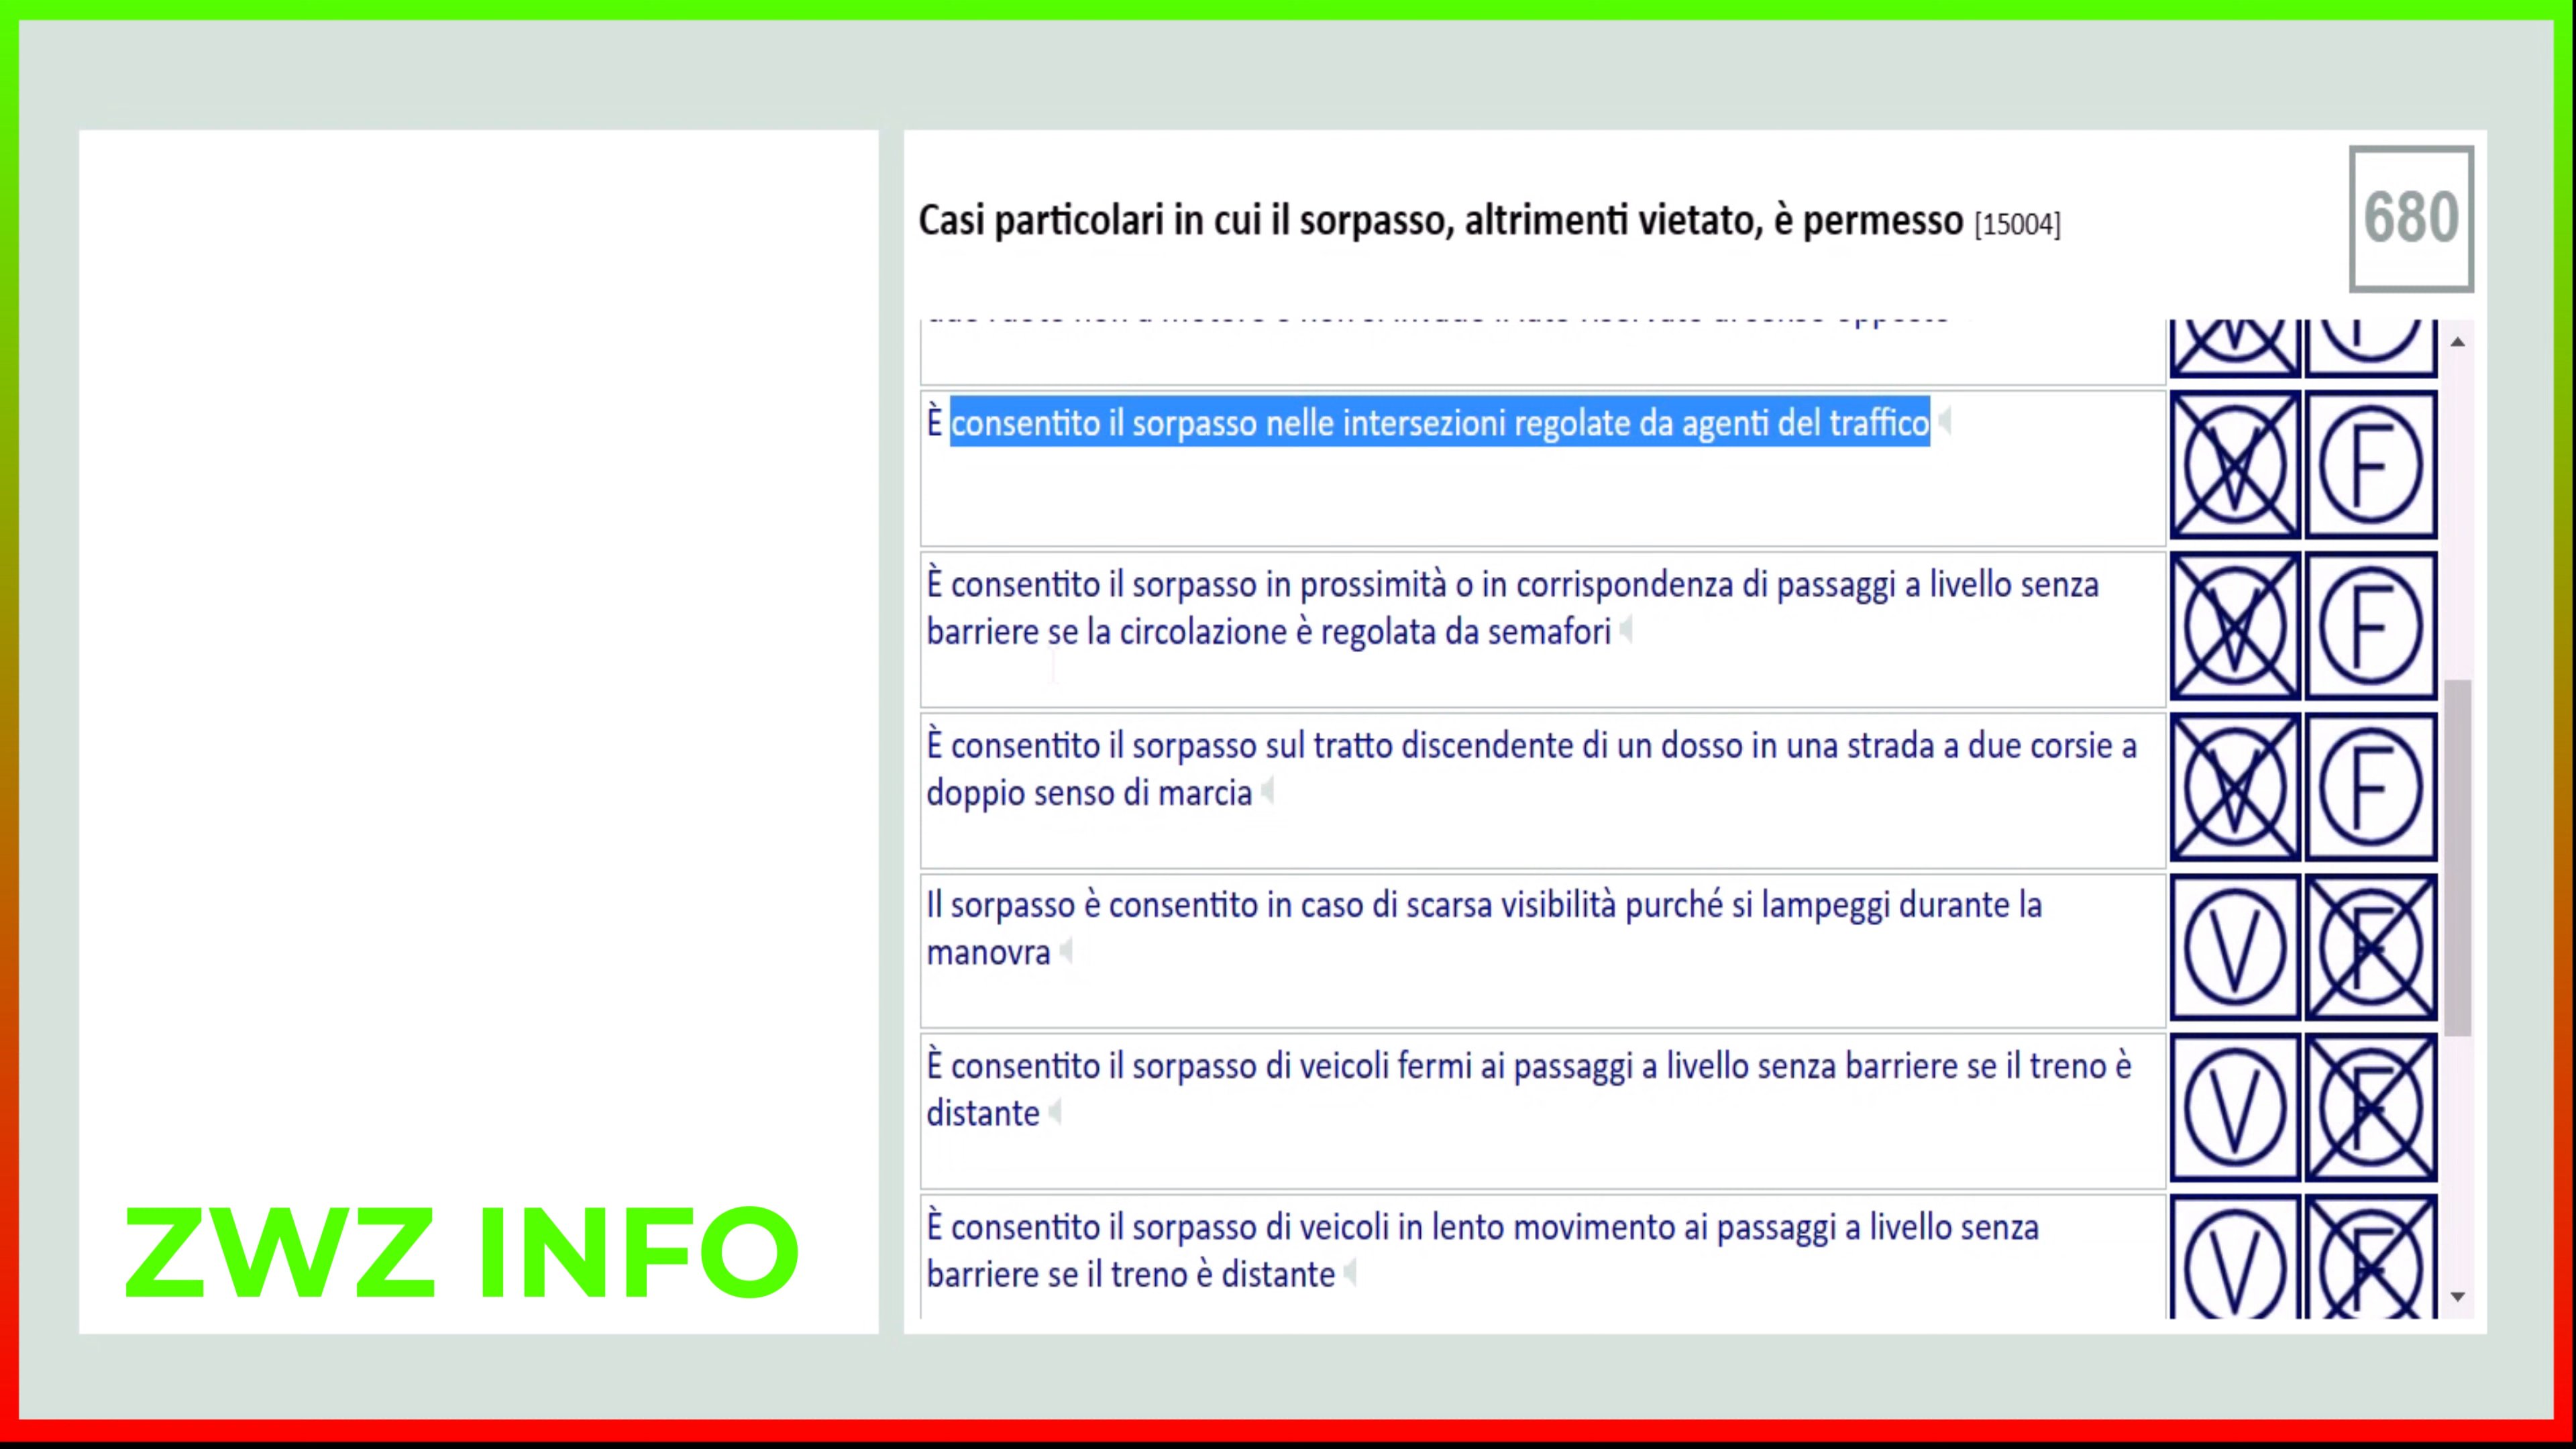 Casi particolari in cui il sorpasso, altrimenti vietato, è permesso [15004]
680
È consentito il sorpasso nelle intersezioni regolate da agenti del traffico
V F
È consentito il sorpasso in prossimità o in corrispondenza di passaggi a livello senza
barriere se la circolazione è regolata da semafori
V F
È consentito il sorpasso sul tratto discendente di un dosso in una strada a due corsie a
doppio senso di marcia
V F
Il sorpasso è consentito in caso di scarsa visibilità purché si lampeggi durante la
manovra
V F
È consentito il sorpasso di veicoli fermi ai passaggi a livello senza barriere se il treno è
distante
V F
È consentito il sorpasso di veicoli in lento movimento ai passaggi a livello senza
barriere se il treno è distante
V F
ZWZ INFO